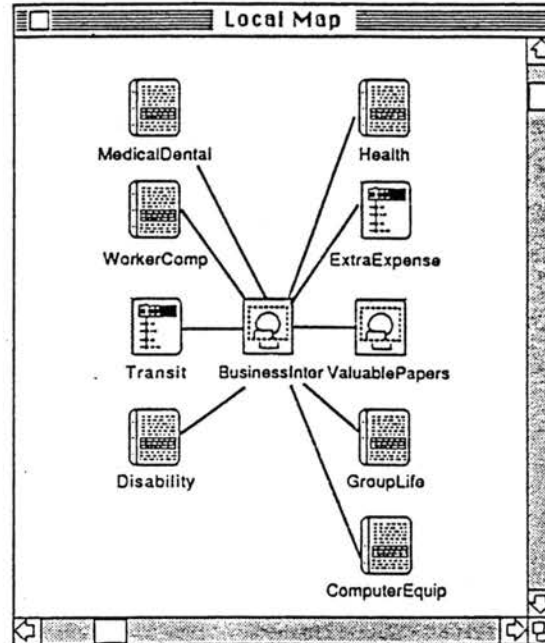 Local Map
MedicalDental
Health
WorkerComp
ExtraExpense
Transit
BusinessInter
ValuablePapers
Disability
GroupLife
ComputerEquip